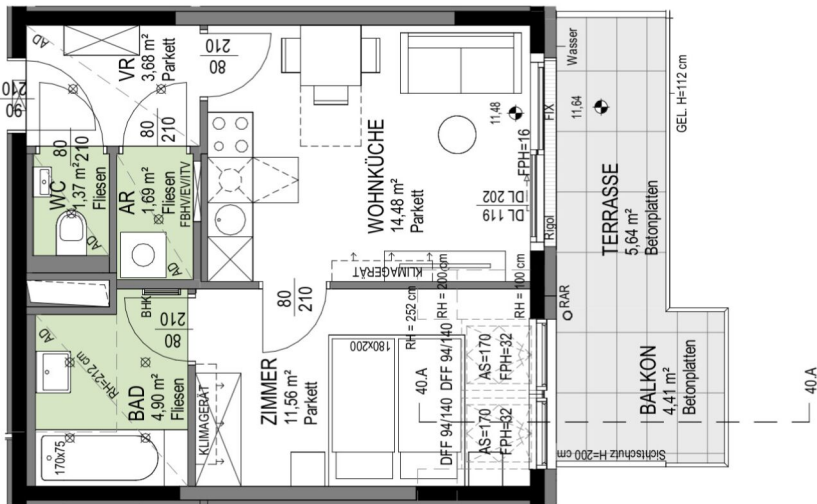 AD
VR
3,68 m²
Parkett
80
210
90
210
80
210
80
210
WC
1,37 m²
Fliesen
AD
AR
1,69 m²
Fliesen
FBHV/EV/ITV
AD
WOHNKÜCHE
14,48 m²
Parkett
11,48
FIX
FPH=16
DL 202
DL 119
Rigol
Wasser
11,64
GEL. H=112 cm
TERRASSE
5,64 m²
Betonplatten
KLIMAGERÄT
80
210
RH = 252 cm
RH = 200 cm
RH = 100 cm
RAR
BHK
80
210
AD
RH=212 cm
BAD
4,90 m²
Fliesen
170x75
KLIMAGERÄT
ZIMMER
11,56 m²
Parkett
180x200
40.A
DFF 94/140
DFF 94/140
AS=170
FPH=32
AS=170
FPH=32
BALKON
4,41 m²
Betonplatten
Sichtschutz H=200 cm
40.A